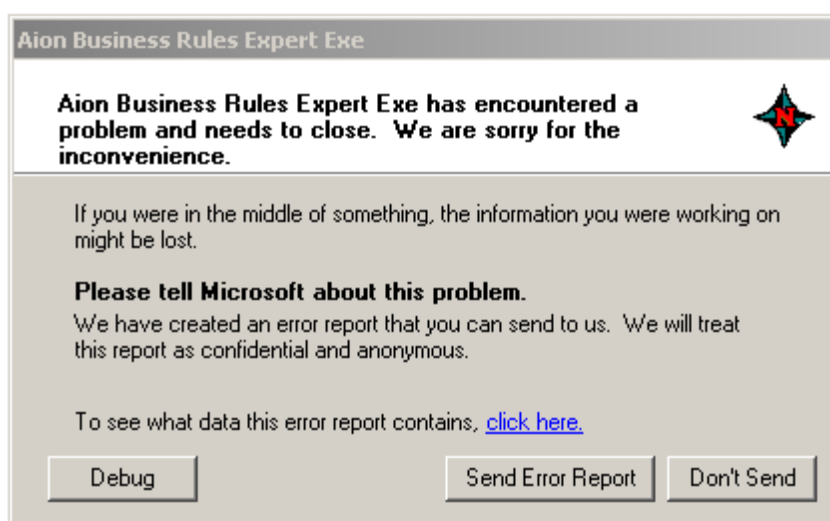 Aion Business Rules Expert Exe
Aion Business Rules Expert Exe has encountered a
problem and needs to close.  We are sorry for the
inconvenience.
N
If you were in the middle of something, the information you were working on
might be lost.
Please tell Microsoft about this problem.
We have created an error report that you can send to us.  We will treat
this report as confidential and anonymous.
To see what data this error report contains, click here.
Debug
Send Error Report
Don't Send